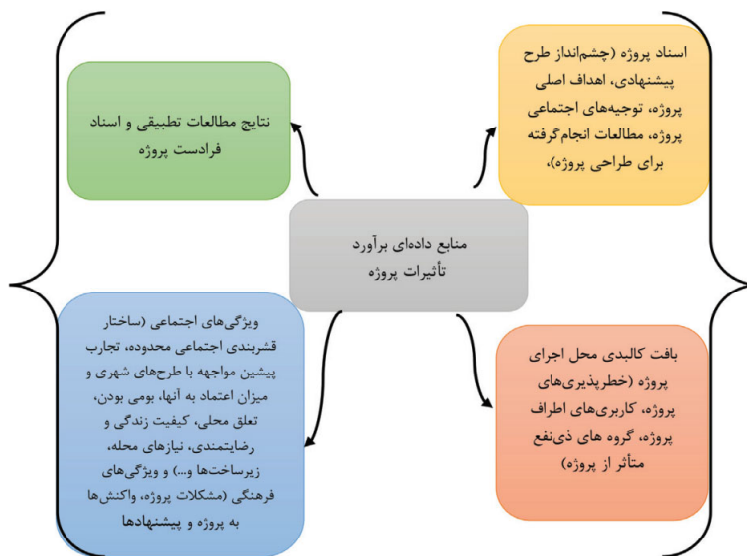 اسناد پروژه (چشم‌انداز طرح
پیشنهادی، اهداف اصلی
پروژه، توجیه‌های اجتماعی
پروژه، مطالعات انجام‌گرفته
برای طراحی پروژه)،
نتایج مطالعات تطبیقی و اسناد
فرادست پروژه
منابع داده‌ای برآورد
تأثیرات پروژه
بافت کالبدی محل اجرای
پروژه (خطرپذیری‌های
پروژه، کاربری‌های اطراف
پروژه، گروه های ذی‌نفع
متأثر از پروژه)
ویژگی‌های اجتماعی (ساختار
قشربندی اجتماعی محدوده، تجارب
پیشین مواجهه با طرح‌های شهری و
میزان اعتماد به آنها، بومی بودن،
تعلق محلی، کیفیت زندگی و
رضایتمندی، نیازهای محله،
زیرساخت‌ها و...) و ویژگی‌های
فرهنگی (مشکلات پروژه، واکنش‌ها
به پروژه و پیشنهادها